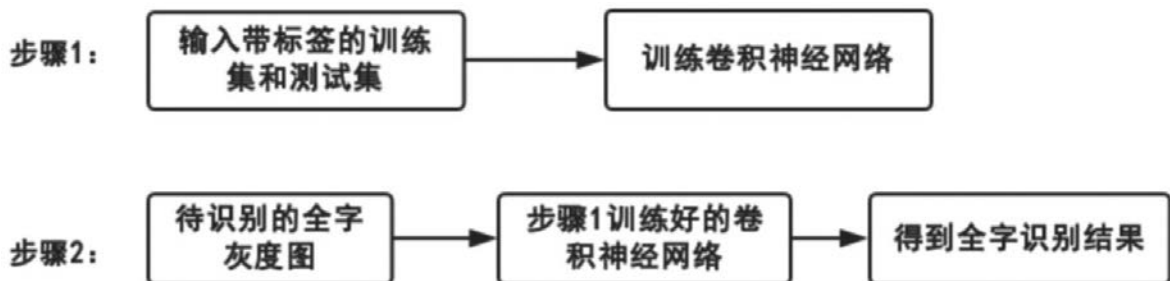 步骤1：
输入带标签的训练
集和测试集
训练卷积神经网络
步骤2：
待识别的全字
灰度图
步骤1训练好的卷
积神经网络
得到全字识别结果